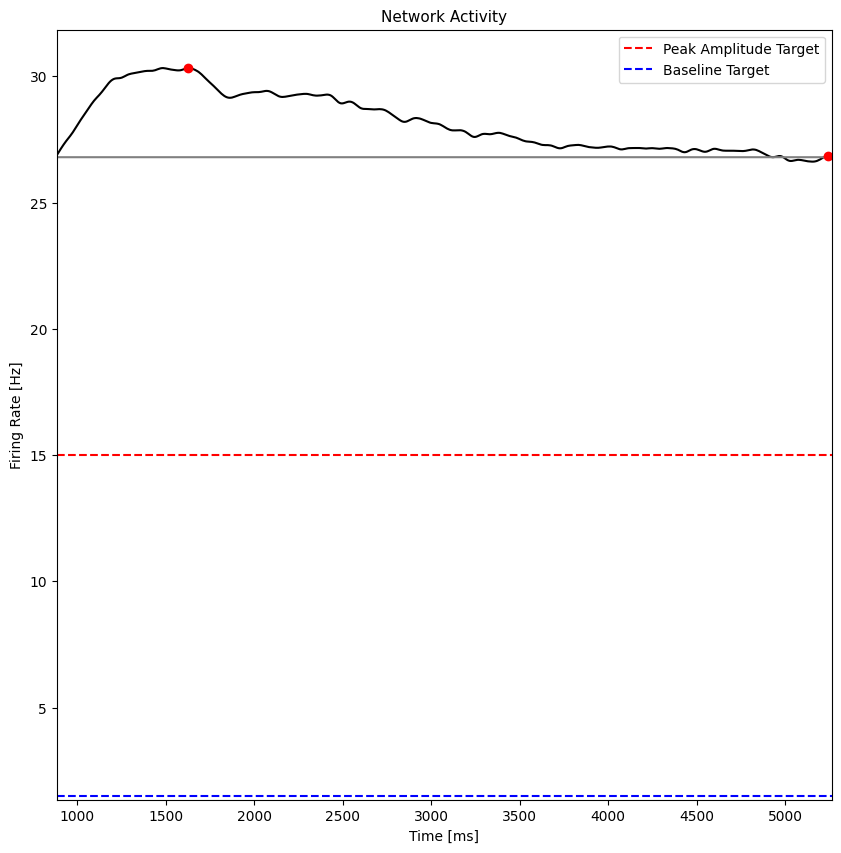 Network Activity
Peak Amplitude Target
Baseline Target
Firing Rate [Hz]
30
25
20
15
10
5
1000 1500 2000 2500 3000 3500 4000 4500 5000
Time [ms]